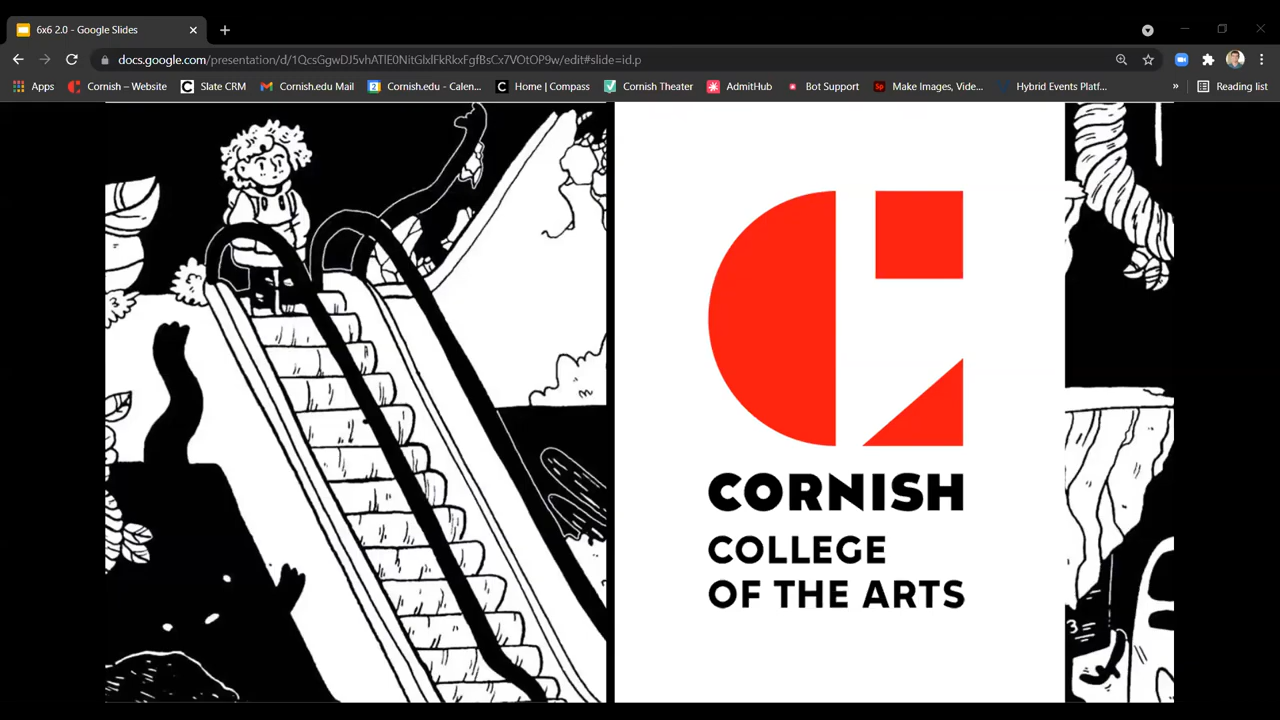 6x6 2.0 - Google Slides
docs.google.com/presentation/d/1QcsGgwDJ5vhATlE0NitGlxlFkRkxFgfBsCx7VOtOP9w/edit#slide=id.p
Apps
Cornish – Website
Slate CRM
Cornish.edu Mail
Cornish.edu - Calen...
Home | Compass
Cornish Theater
AdmitHub
Bot Support
Make Images, Vide...
Hybrid Events Platf...
»
Reading list
CORNISH
COLLEGE
OF THE ARTS
3